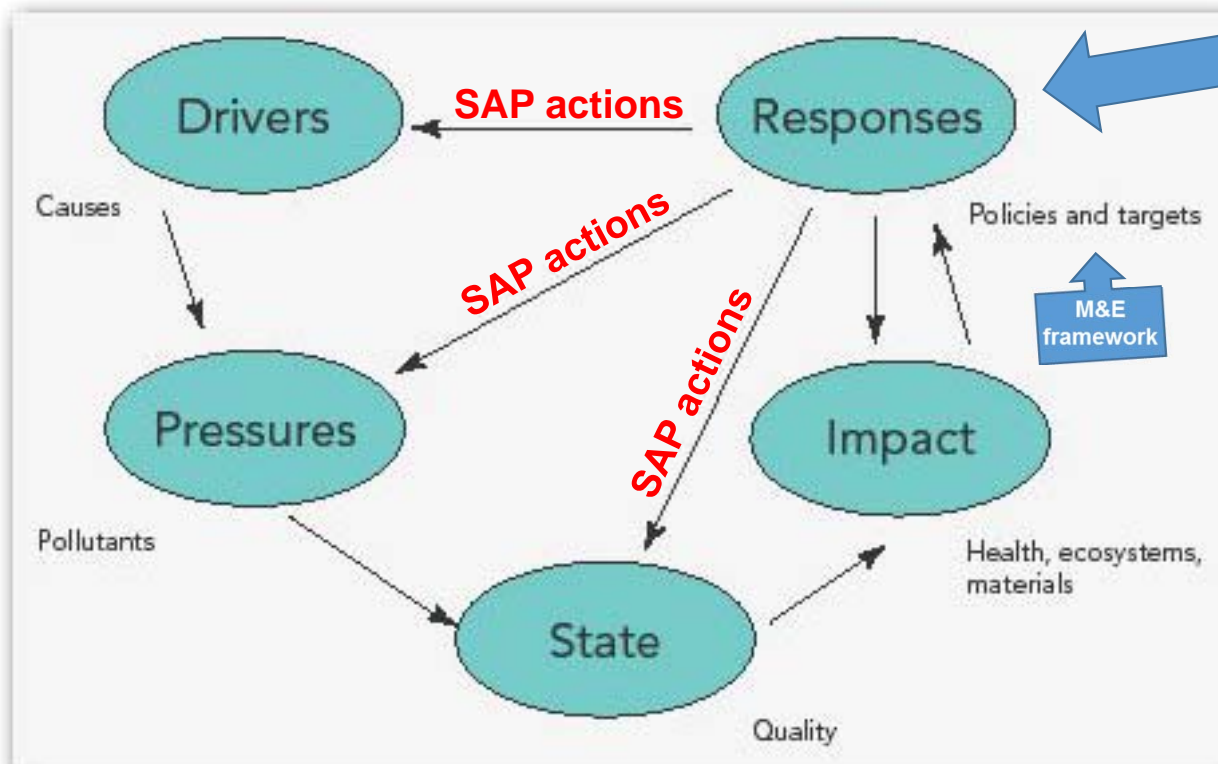 Drivers
SAP actions
Responses
Causes
SAP actions
Policies and targets
M&E
framework
SAP actions
Pressures
Impact
Pollutants
Health, ecosystems,
materials
State
Quality